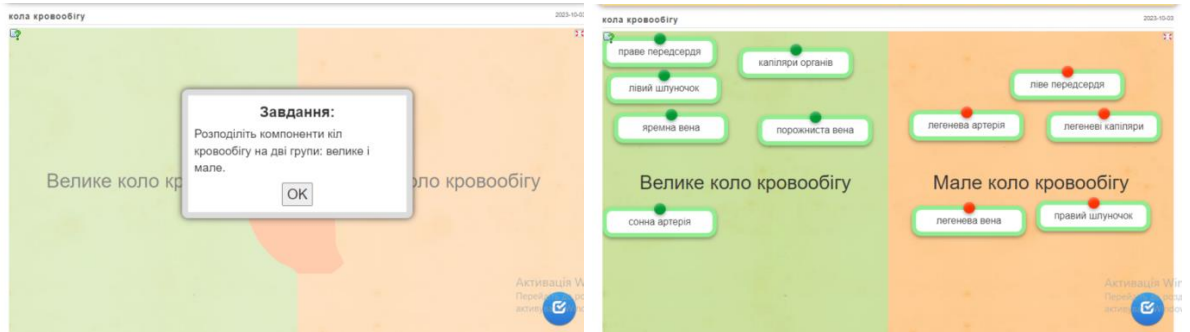 кола кровообігу
2023-10-03
Завдання:
Розподіліть компоненти кіл
кровообігу на дві групи: велике і
мале.
OK
Велике коло кр
оло кровообігу
Активація W
кола кровообігу
2023-10-03
праве передсердя
капіляри органів
лівий шлуночок
ліве передсердя
яремна вена
порожниста вена
легенева артерія
легеневі капіляри
Велике коло кровообігу
Мале коло кровообігу
сонна артерія
легенева вена
правий шлуночок
Активація Win